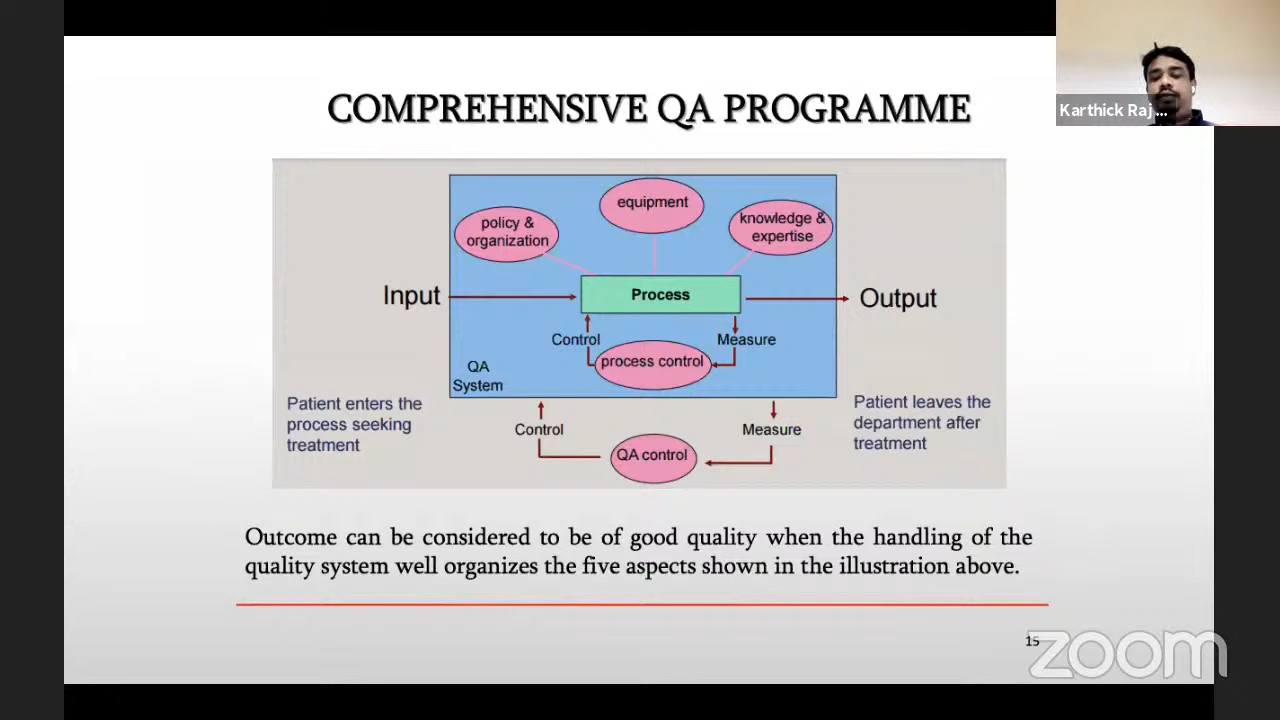 COMPREHENSIVE QA PROGRAMME
Karthick Raj...
equipment
policy &
organization
knowledge &
expertise
Input
Process
Output
Control
Measure
process control
QA
System
Patient enters the
process seeking
treatment
Patient leaves the
department after
treatment
Control
Measure
QA control
Outcome can be considered to be of good quality when the handling of the
quality system well organizes the five aspects shown in the illustration above.
15
zoom